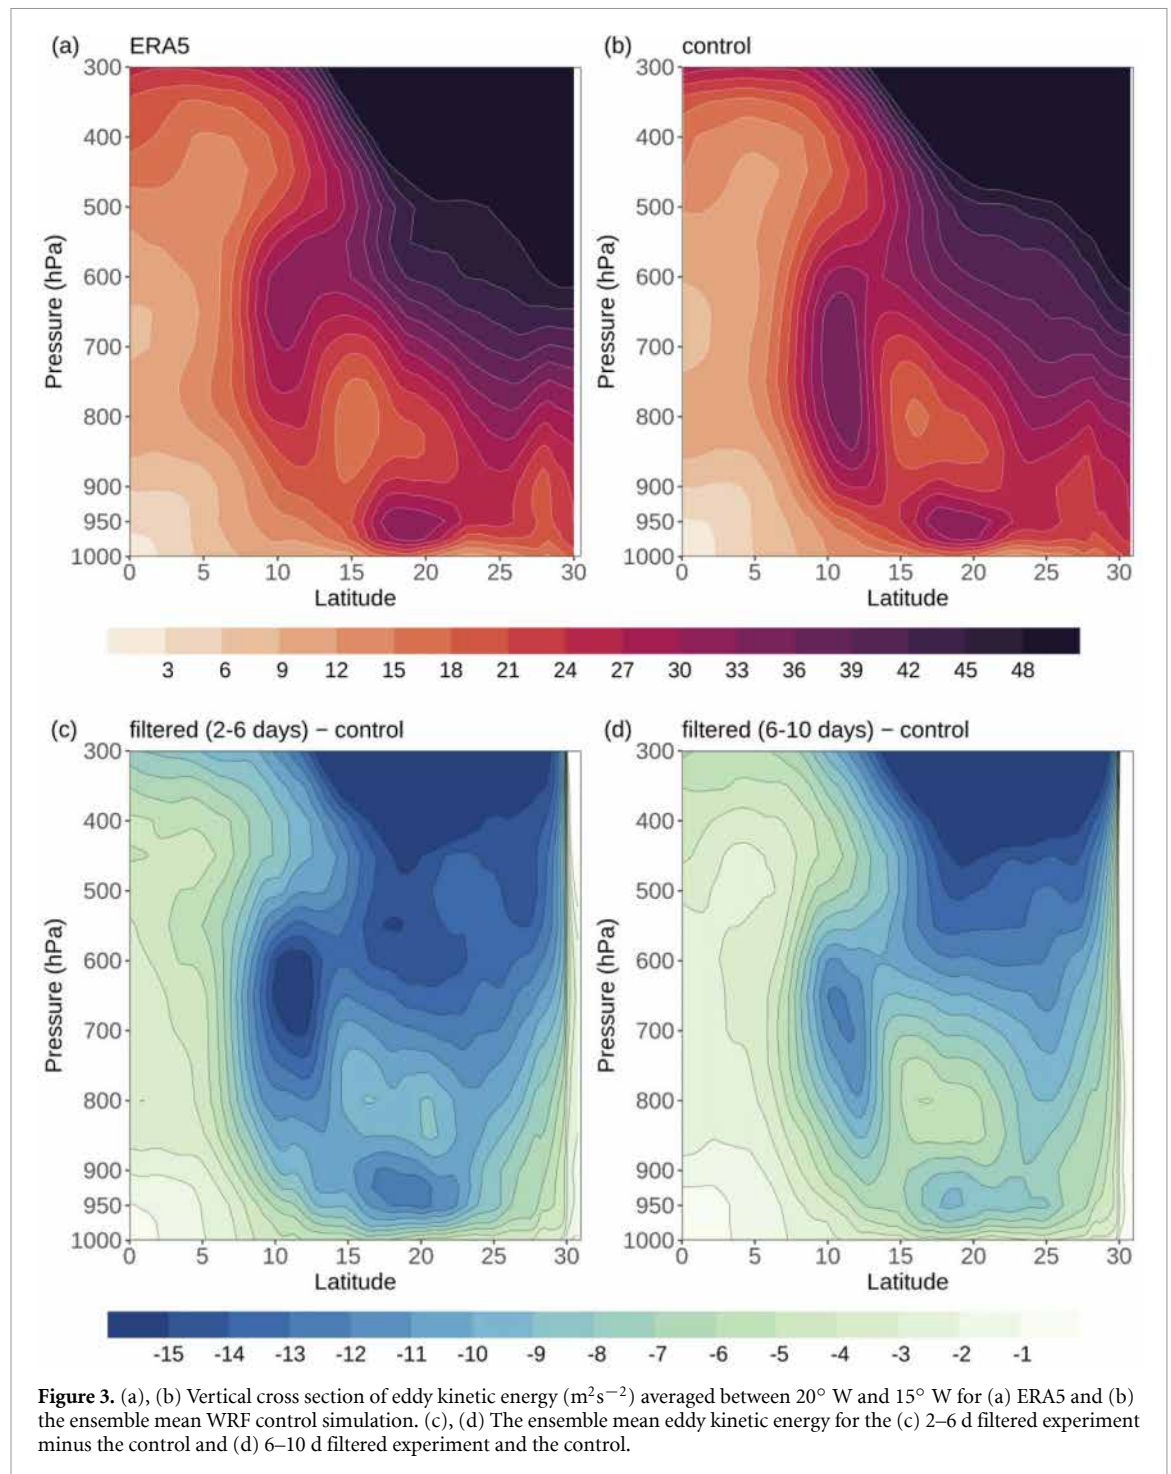 (a) ERA5 (b) control
300 300
400 400
500 500
600 600
700 700
800 800
900 900
950 950
1000 1000
Pressure (hPa) Pressure (hPa)
0 5 10 15 20 25 30 0 5 10 15 20 25 30
Latitude Latitude
3 6 9 12 15 18 21 24 27 30 33 36 39 42 45 48
(c) filtered (2-6 days) − control (d) filtered (6-10 days) − control
300 300
400 400
500 500
600 600
700 700
800 800
900 900
950 950
1000 1000
Pressure (hPa) Pressure (hPa)
0 5 10 15 20 25 30 0 5 10 15 20 25 30
Latitude Latitude
-15 -14 -13 -12 -11 -10 -9 -8 -7 -6 -5 -4 -3 -2 -1
Figure 3. (a), (b) Vertical cross section of eddy kinetic energy (m²s⁻²) averaged between 20° W and 15° W for (a) ERA5 and (b)
the ensemble mean WRF control simulation. (c), (d) The ensemble mean eddy kinetic energy for the (c) 2–6 d filtered experiment
minus the control and (d) 6–10 d filtered experiment and the control.